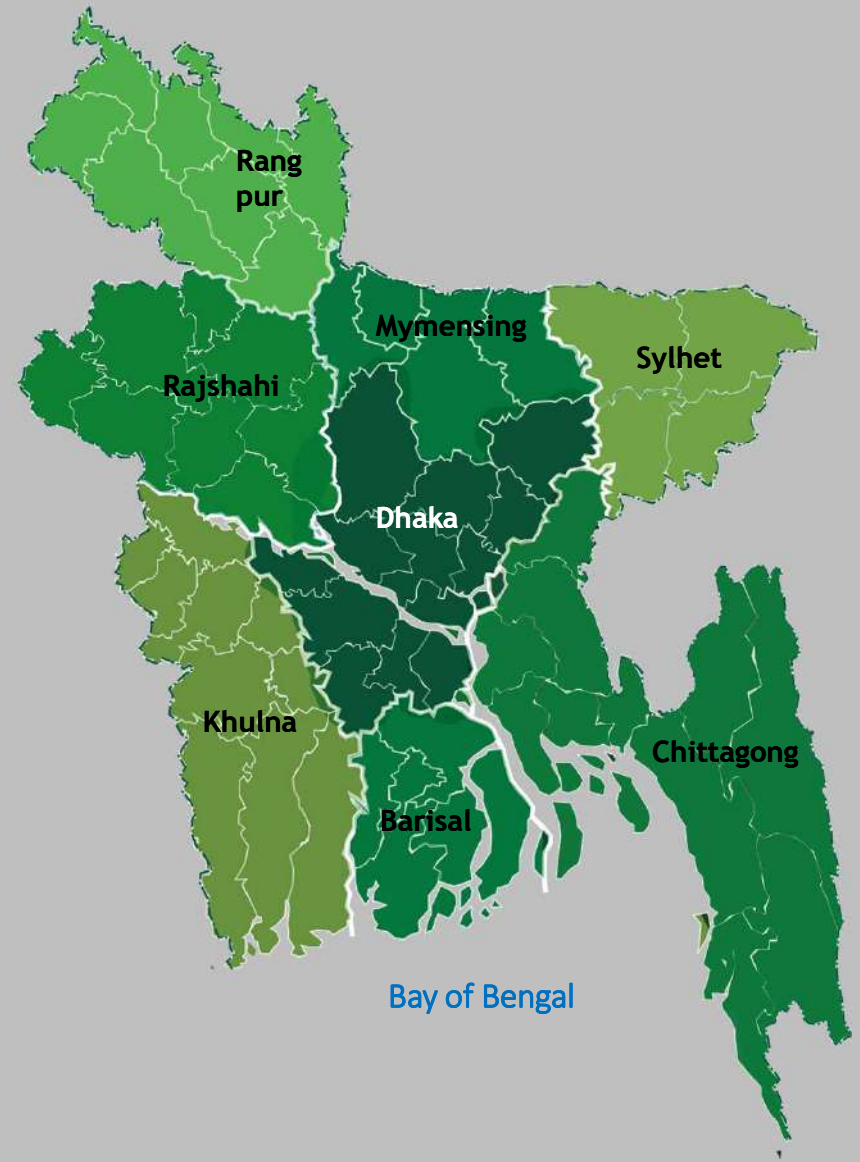 Rang
pur
Mymensing
Sylhet
Rajshahi
Dhaka
Khulna
Chittagong
Barisal
Bay of Bengal